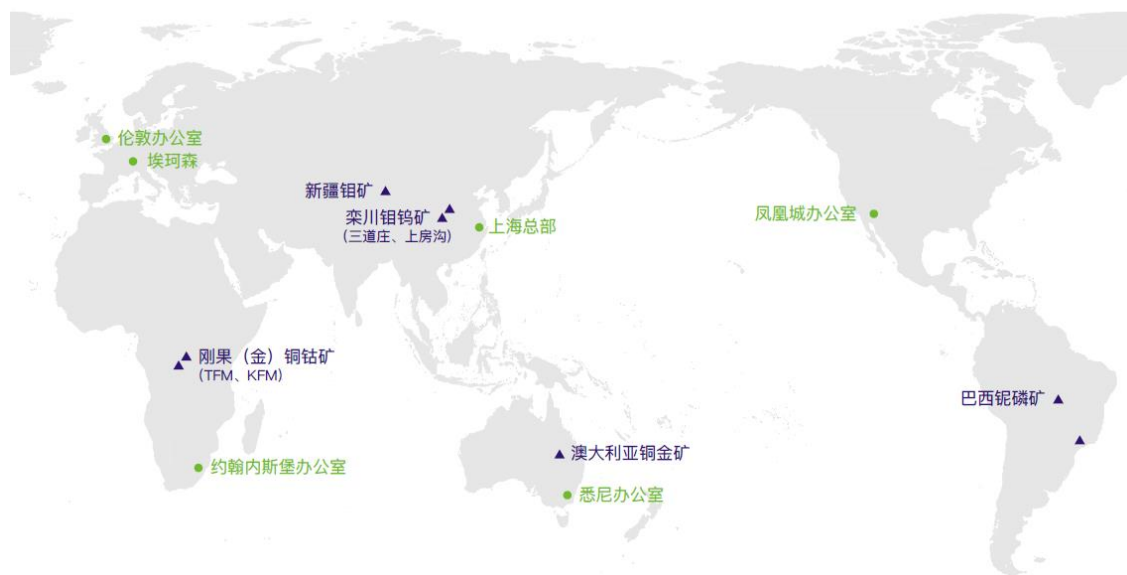 伦敦办公室
埃珂森
新疆钼矿
栾川钼钨矿
(三道庄、上房沟)
上海总部
凤凰城办公室
刚果（金）铜钴矿
(TFM、KFM)
巴西铌磷矿
澳大利亚铜金矿
约翰内斯堡办公室
悉尼办公室